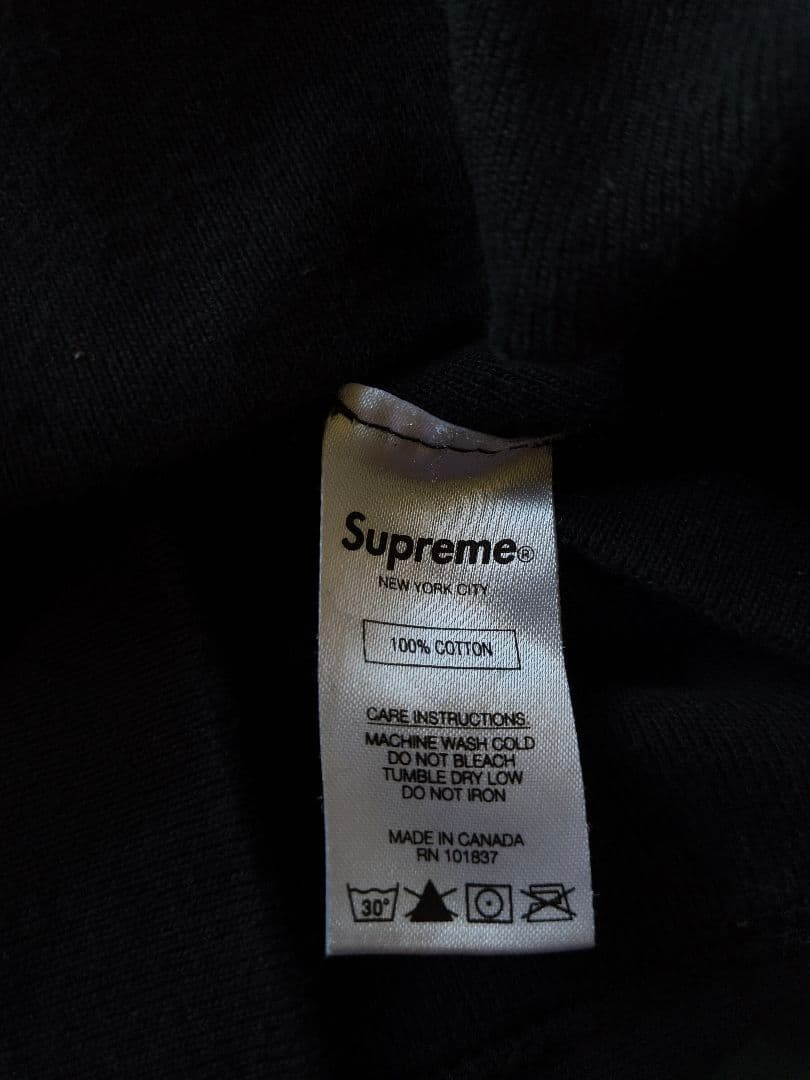 Supreme®
NEW YORK CITY
100% COTTON
CARE INSTRUCTIONS:
MACHINE WASH COLD
DO NOT BLEACH
TUMBLE DRY LOW
DO NOT IRON
MADE IN CANADA
RN 101837
30°